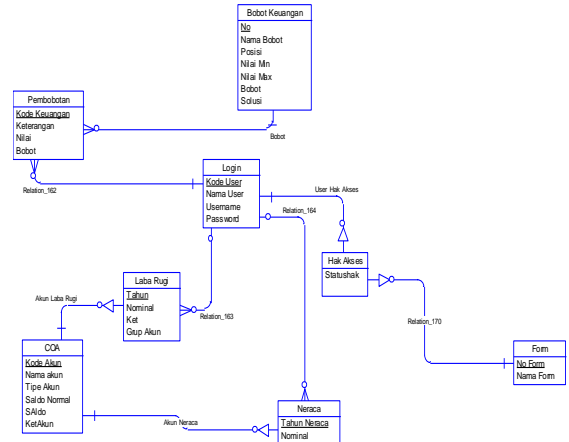 Bobot Keuangan
No
Nama Bobot
Posisi
Nilai Min
Nilai Max
Bobot
Solusi
Bobot
Pembobotan
Kode Keuangan
Keterangan
Nilai
Bobot
Relation_162
Login
Kode User
Nama User
Username
Password
User Hak Akses
Relation_164
Hak Akses
Statushak
Relation_170
Form
No Form
Nama Form
Laba Rugi
Tahun
Nominal
Ket
Grup Akun
Relation_163
Akun Laba Rugi
COA
Kode Akun
Nama akun
Tipe Akun
Saldo Normal
SAldo
KetAkun
Akun Neraca
Neraca
Tahun Neraca
Nominal